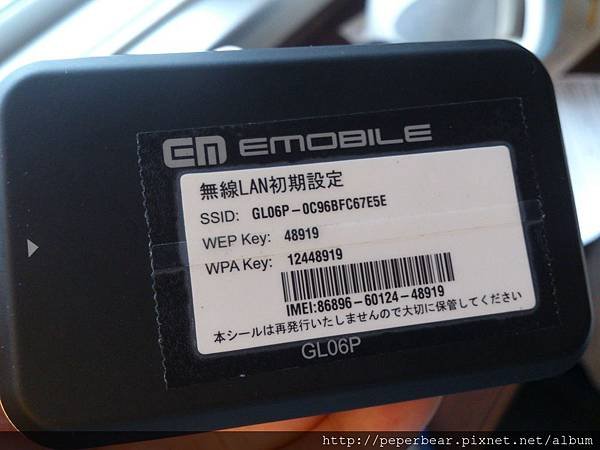 EM EMOBILE
無線LAN初期設定
SSID: GL06P-0C96BFC67E5E
WEP Key: 48919
WPA Key: 12448919
IMEI:86896-60124-48919
本シールは再発行いたしませんので大切に保管してください
GL06P
http://peperbear.pixnet.net/album